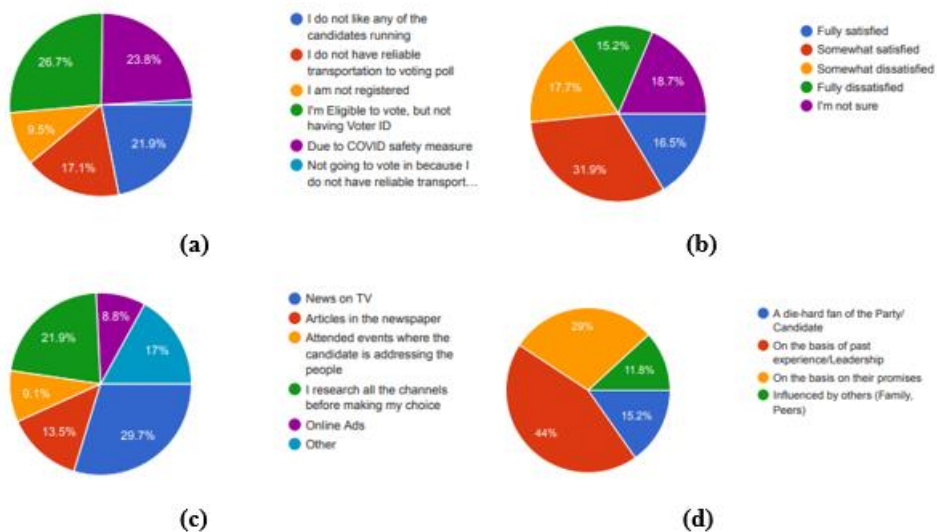 26.7%
23.8%
9.5%
17.1%
21.9%
I do not like any of the
candidates running
I do not have reliable
transportation to voting poll
I am not registered
I'm Eligible to vote, but not
having Voter ID
Due to COVID safety measure
Not going to vote in because I
do not have reliable transport…
(a)
15.2%
17.7%
18.7%
31.9%
16.5%
Fully satisfied
Somewhat satisfied
Somewhat dissatisfied
Fully dissatisfied
I'm not sure
(b)
8.8%
21.9%
17%
9.1%
13.5%
29.7%
News on TV
Articles in the newspaper
Attended events where the
candidate is addressing the
people
I research all the channels
before making my choice
Online Ads
Other
(c)
29%
11.8%
15.2%
44%
A die-hard fan of the Party/
Candidate
On the basis of past
experience/Leadership
On the basis on their promises
Influenced by others (Family,
Peers)
(d)